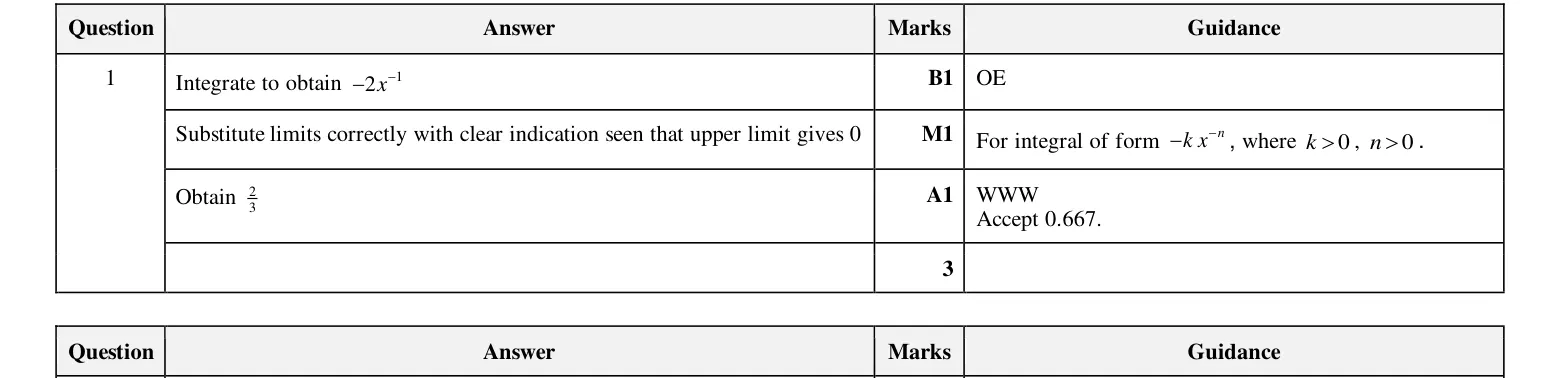 Question Answer Marks Guidance
1 Integrate to obtain −2x⁻¹ B1 OE
Substitute limits correctly with clear indication seen that upper limit gives 0 M1 For integral of form −k x⁻ⁿ, where k > 0, n > 0.
Obtain 2/3 A1 WWW
Accept 0.667.
3
Question Answer Marks Guidance